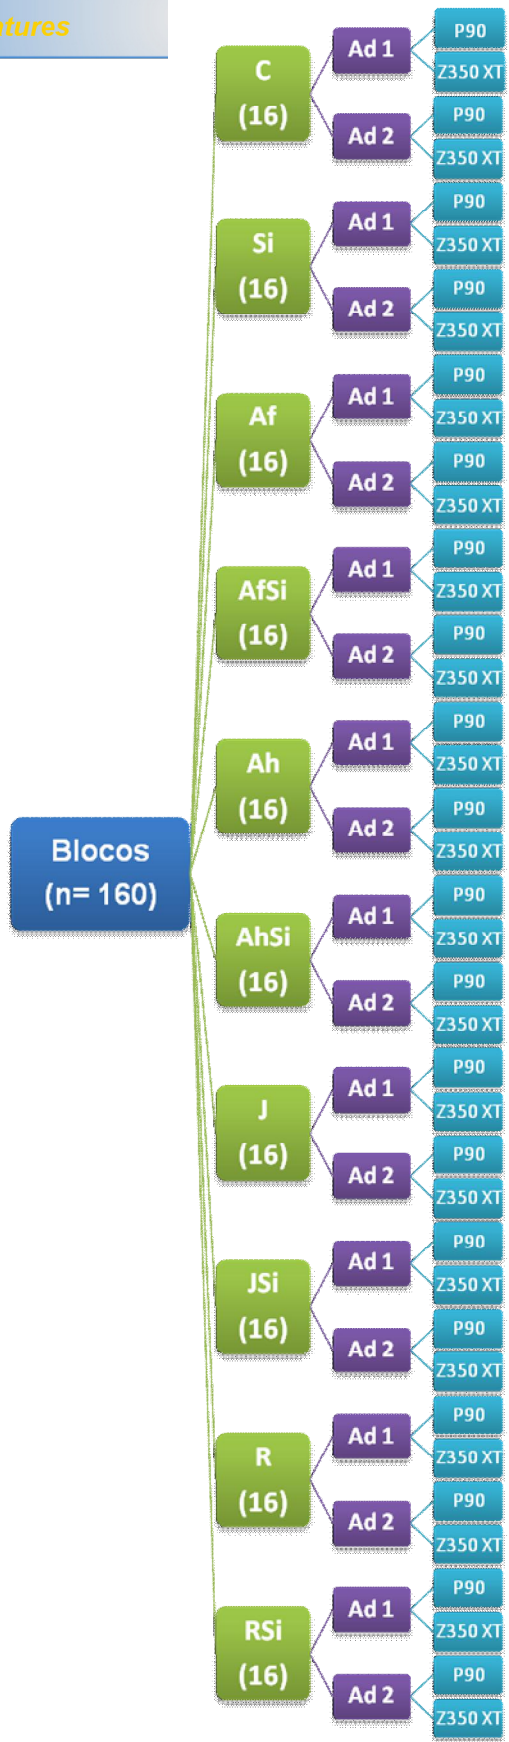 atures
Blocos
(n= 160)
C
(16)
Ad 1
P90
Z350 XT
Ad 2
P90
Z350 XT
Si
(16)
Ad 1
P90
Z350 XT
Ad 2
P90
Z350 XT
Af
(16)
Ad 1
P90
Z350 XT
Ad 2
P90
Z350 XT
AfSi
(16)
Ad 1
P90
Z350 XT
Ad 2
P90
Z350 XT
Ah
(16)
Ad 1
P90
Z350 XT
Ad 2
P90
Z350 XT
AhSi
(16)
Ad 1
P90
Z350 XT
Ad 2
P90
Z350 XT
J
(16)
Ad 1
P90
Z350 XT
Ad 2
P90
Z350 XT
JSi
(16)
Ad 1
P90
Z350 XT
Ad 2
P90
Z350 XT
R
(16)
Ad 1
P90
Z350 XT
Ad 2
P90
Z350 XT
RSi
(16)
Ad 1
P90
Z350 XT
Ad 2
P90
Z350 XT